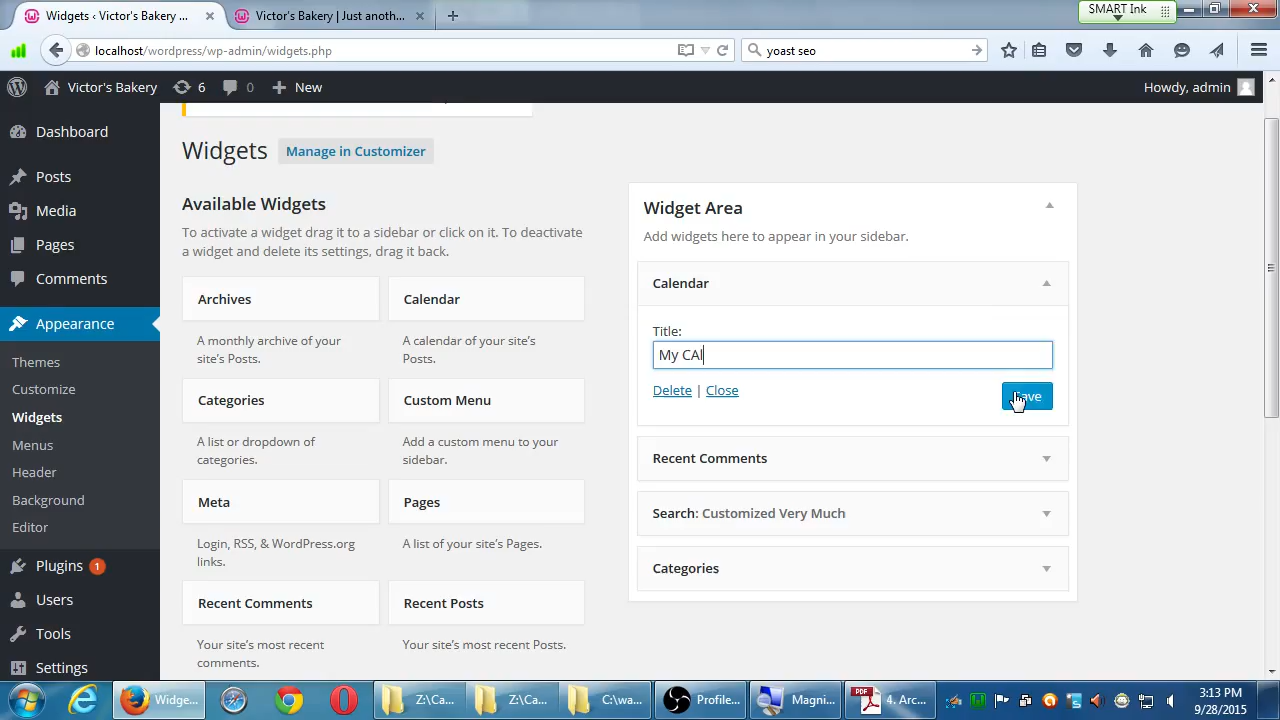 Widgets ‹ Victor's Bakery ...
Victor's Bakery | Just anoth...
SMART Ink
localhost/wordpress/wp-admin/widgets.php
yoast seo
Victor's Bakery
6
0
New
Howdy, admin
Dashboard
Posts
Media
Pages
Comments
Appearance
Themes
Customize
Widgets
Menus
Header
Background
Editor
Plugins 1
Users
Tools
Settings
Widgets
Manage in Customizer
Available Widgets
To activate a widget drag it to a sidebar or click on it. To deactivate
a widget and delete its settings, drag it back.
Archives
Calendar
A monthly archive of your
site's Posts.
A calendar of your site's
Posts.
Categories
Custom Menu
A list or dropdown of
categories.
Add a custom menu to your
sidebar.
Meta
Pages
Login, RSS, & WordPress.org
links.
A list of your site's Pages.
Recent Comments
Recent Posts
Your site's most recent
comments.
Your site's most recent Posts.
Widget Area
Add widgets here to appear in your sidebar.
Calendar
Title:
My CAl
Delete | Close
Recent Comments
Search: Customized Very Much
Categories
Widge...
Z:\Ca...
Z:\Ca...
C:\wa...
Profile...
Magni...
4. Arc...
3:13 PM
9/28/2015